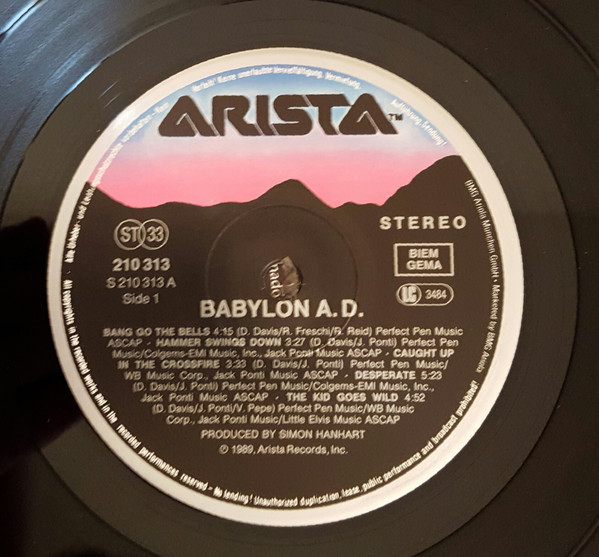 ARISTA™
STEREO
ST 33
210 313
S 210 313 A
Side 1
BIEM
GEMA
LC 3484
BABYLON A.D.
BANG GO THE BELLS 4:15 (D. Davis/R. Freschi/R. Reid) Perfect Pen Music
ASCAP · HAMMER SWINGS DOWN 3:27 (D. Davis/J. Ponti) Perfect Pen
Music/Colgems-EMI Music, Inc., Jack Ponti Music ASCAP · CAUGHT UP
IN THE CROSSFIRE 3:33 (D. Davis/J. Ponti) Perfect Pen Music/
WB Music Corp., Jack Ponti Music ASCAP · DESPERATE 5:23
(D. Davis/J. Ponti) Perfect Pen Music/Colgems-EMI Music, Inc.,
Jack Ponti Music ASCAP · THE KID GOES WILD 4:52
(D. Davis/J. Ponti/V. Pepe) Perfect Pen Music/WB Music
Corp., Jack Ponti Music/Little Elvis Music ASCAP
PRODUCED BY SIMON HANHART
℗ 1989, Arista Records, Inc.
BMG Ariola München GmbH · Marketed by BMG Ariola
All copyrights in the recorded works and in the recorded performances reserved - No lending! Unauthorized duplication, lease, public performance and broadcast prohibited!
Aufführung, Sendung!